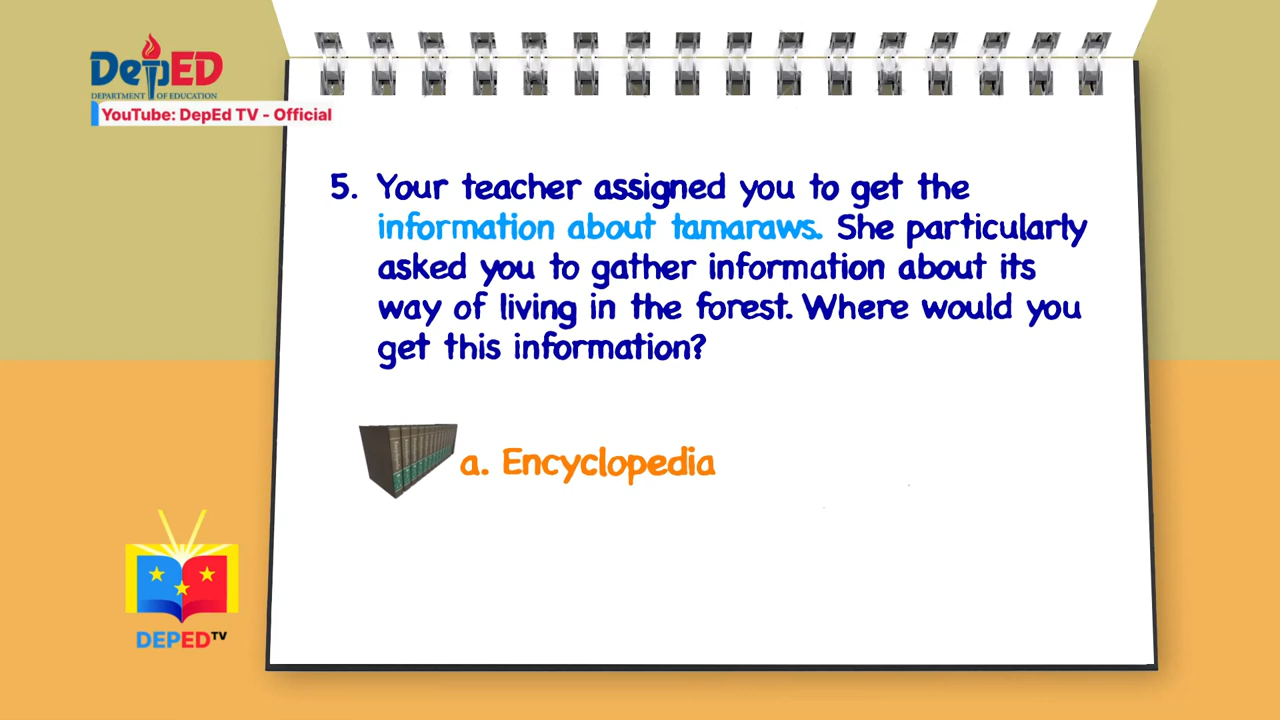 DepED
DEPARTMENT OF EDUCATION
YouTube: DepEd TV - Official
5. Your teacher assigned you to get the
information about tamaraws. She particularly
asked you to gather information about its
way of living in the forest. Where would you
get this information?
a. Encyclopedia
DEPED TV